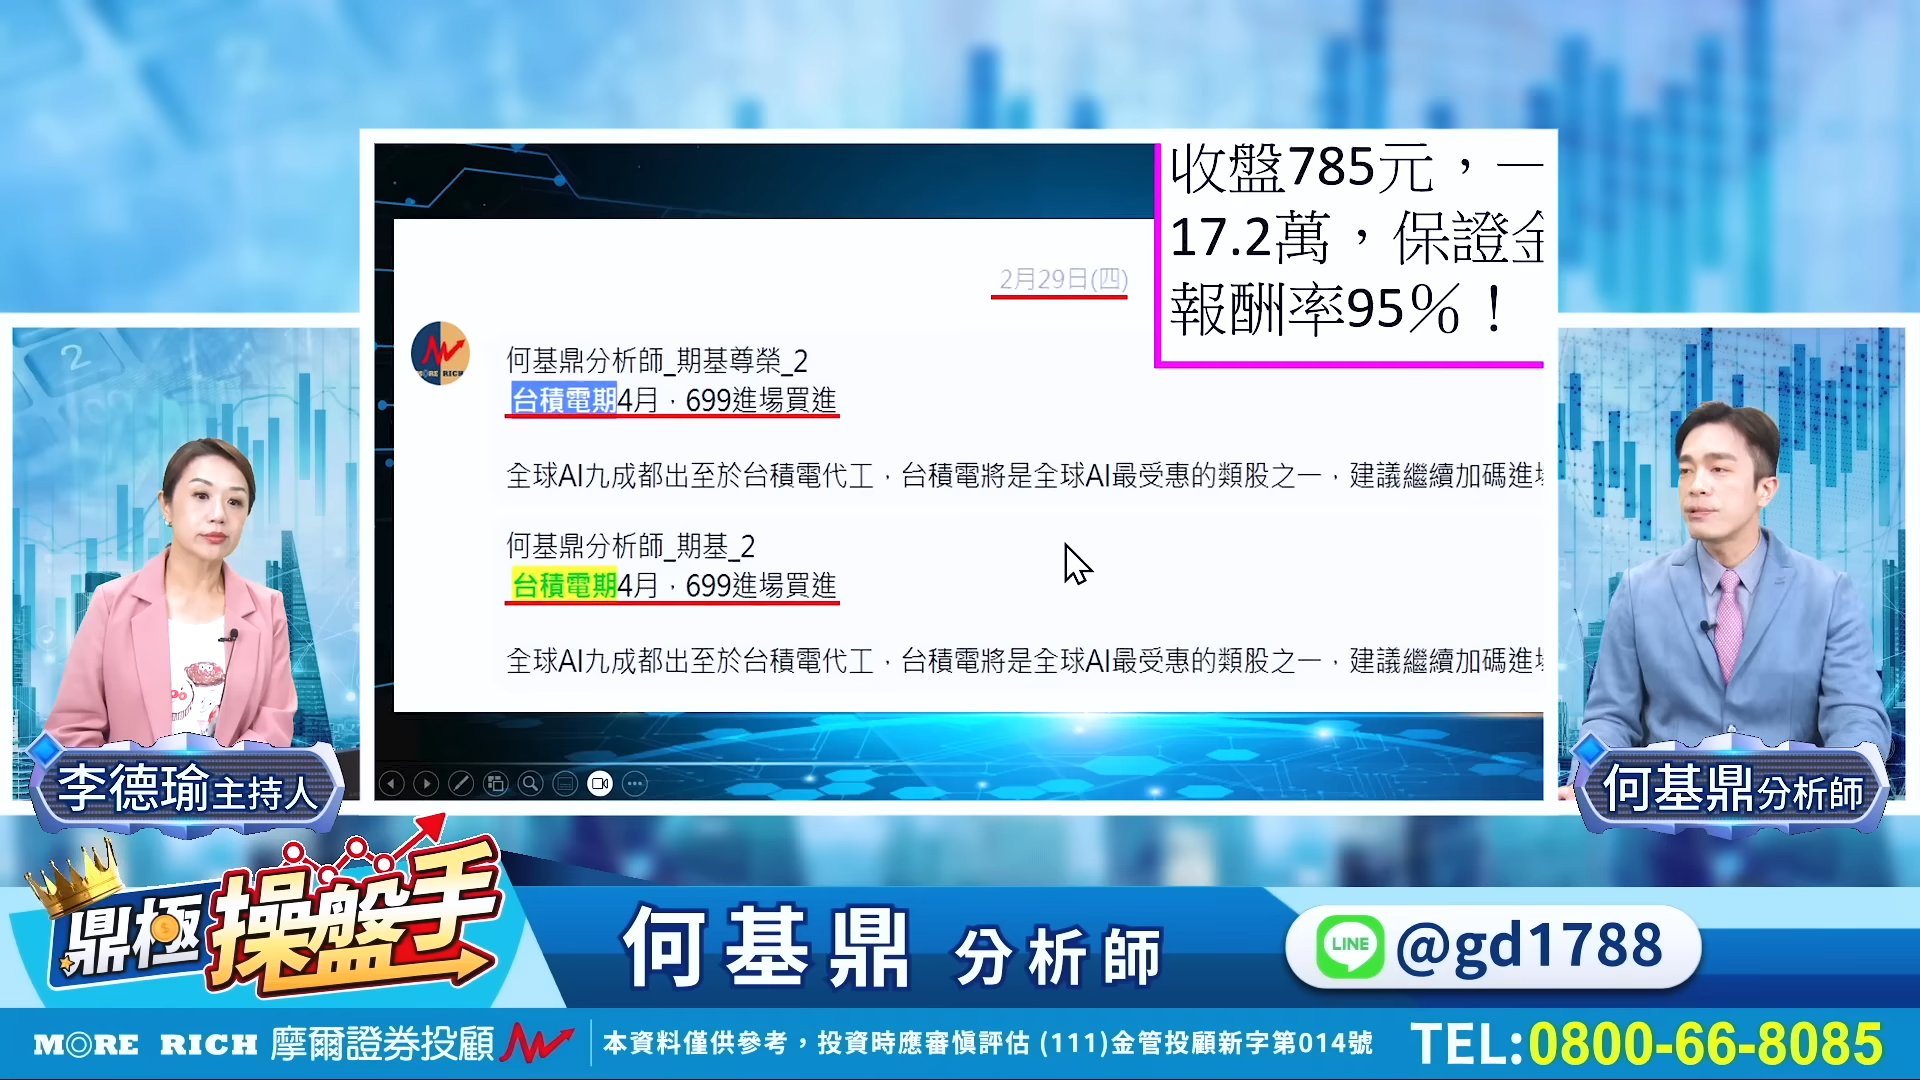 收盤785元，一
17.2萬，保證金
報酬率95％！
2月29日(四)
MORE RICH
何基鼎分析師_期基尊榮_2
台積電期4月，699進場買進
全球AI九成都出至於台積電代工，台積電將是全球AI最受惠的類股之一，建議繼續加碼進場
何基鼎分析師_期基_2
台積電期4月，699進場買進
全球AI九成都出至於台積電代工，台積電將是全球AI最受惠的類股之一，建議繼續加碼進場
2
李德瑜主持人
何基鼎分析師
鼎極操盤手
何基鼎 分析師
LINE @gd1788
MORE RICH 摩爾證券投顧
本資料僅供參考，投資時應審慎評估 (111)金管投顧新字第014號
TEL:0800-66-8085